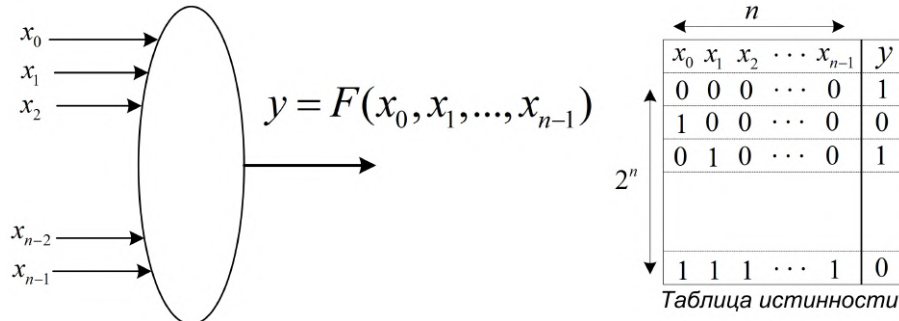 x₀
x₁
x₂
xₙ₋₂
xₙ₋₁
y = F(x₀, x₁, ..., xₙ₋₁)
n
2ⁿ
x₀ x₁ x₂ ⋯ xₙ₋₁ y
0 0 0 ⋯ 0 1
1 0 0 ⋯ 0 0
0 1 0 ⋯ 0 1
1 1 1 ⋯ 1 0
Таблица истинности